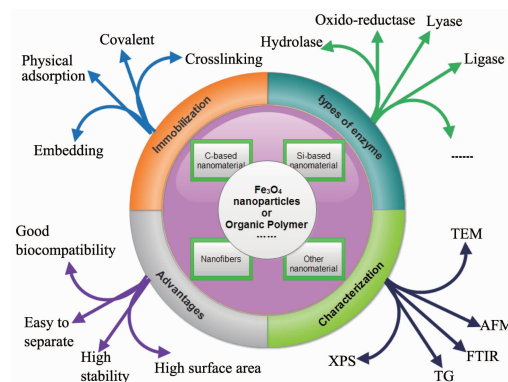 Oxido-reductase
Lyase
Covalent
Hydrolase
Crosslinking
Physical
adsorption
Ligase
Embedding
------
Immobilization
types of enzyme
C-based
nanomaterial
Si-based
nanomaterial
Fe₃O₄
nanoparticles
or
Organic Polymer
······
Nanofibers
Other
nanomaterial
Advantages
Characterization
Good
biocompatibility
Easy to
separate
High
stability
High surface area
TEM
AFM
FTIR
TG
XPS